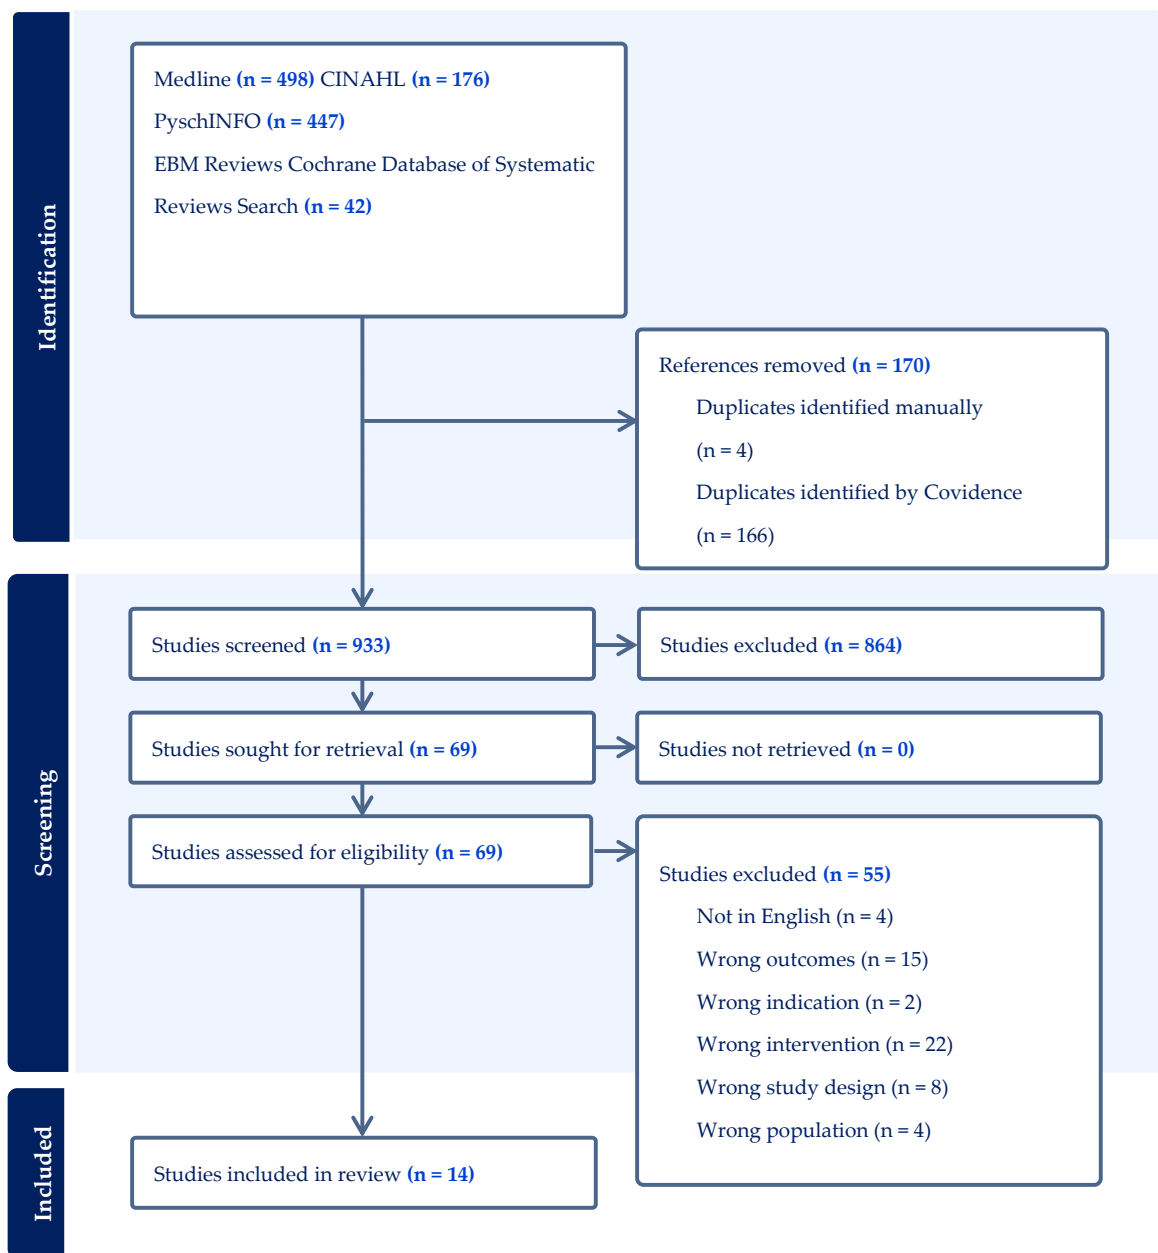 Identification
Medline (n = 498) CINAHL (n = 176)
PyschINFO (n = 447)
EBM Reviews Cochrane Database of Systematic
Reviews Search (n = 42)
References removed (n = 170)
Duplicates identified manually
(n = 4)
Duplicates identified by Covidence
(n = 166)
Screening
Studies screened (n = 933)
Studies excluded (n = 864)
Studies sought for retrieval (n = 69)
Studies not retrieved (n = 0)
Studies assessed for eligibility (n = 69)
Studies excluded (n = 55)
Not in English (n = 4)
Wrong outcomes (n = 15)
Wrong indication (n = 2)
Wrong intervention (n = 22)
Wrong study design (n = 8)
Wrong population (n = 4)
Included
Studies included in review (n = 14)